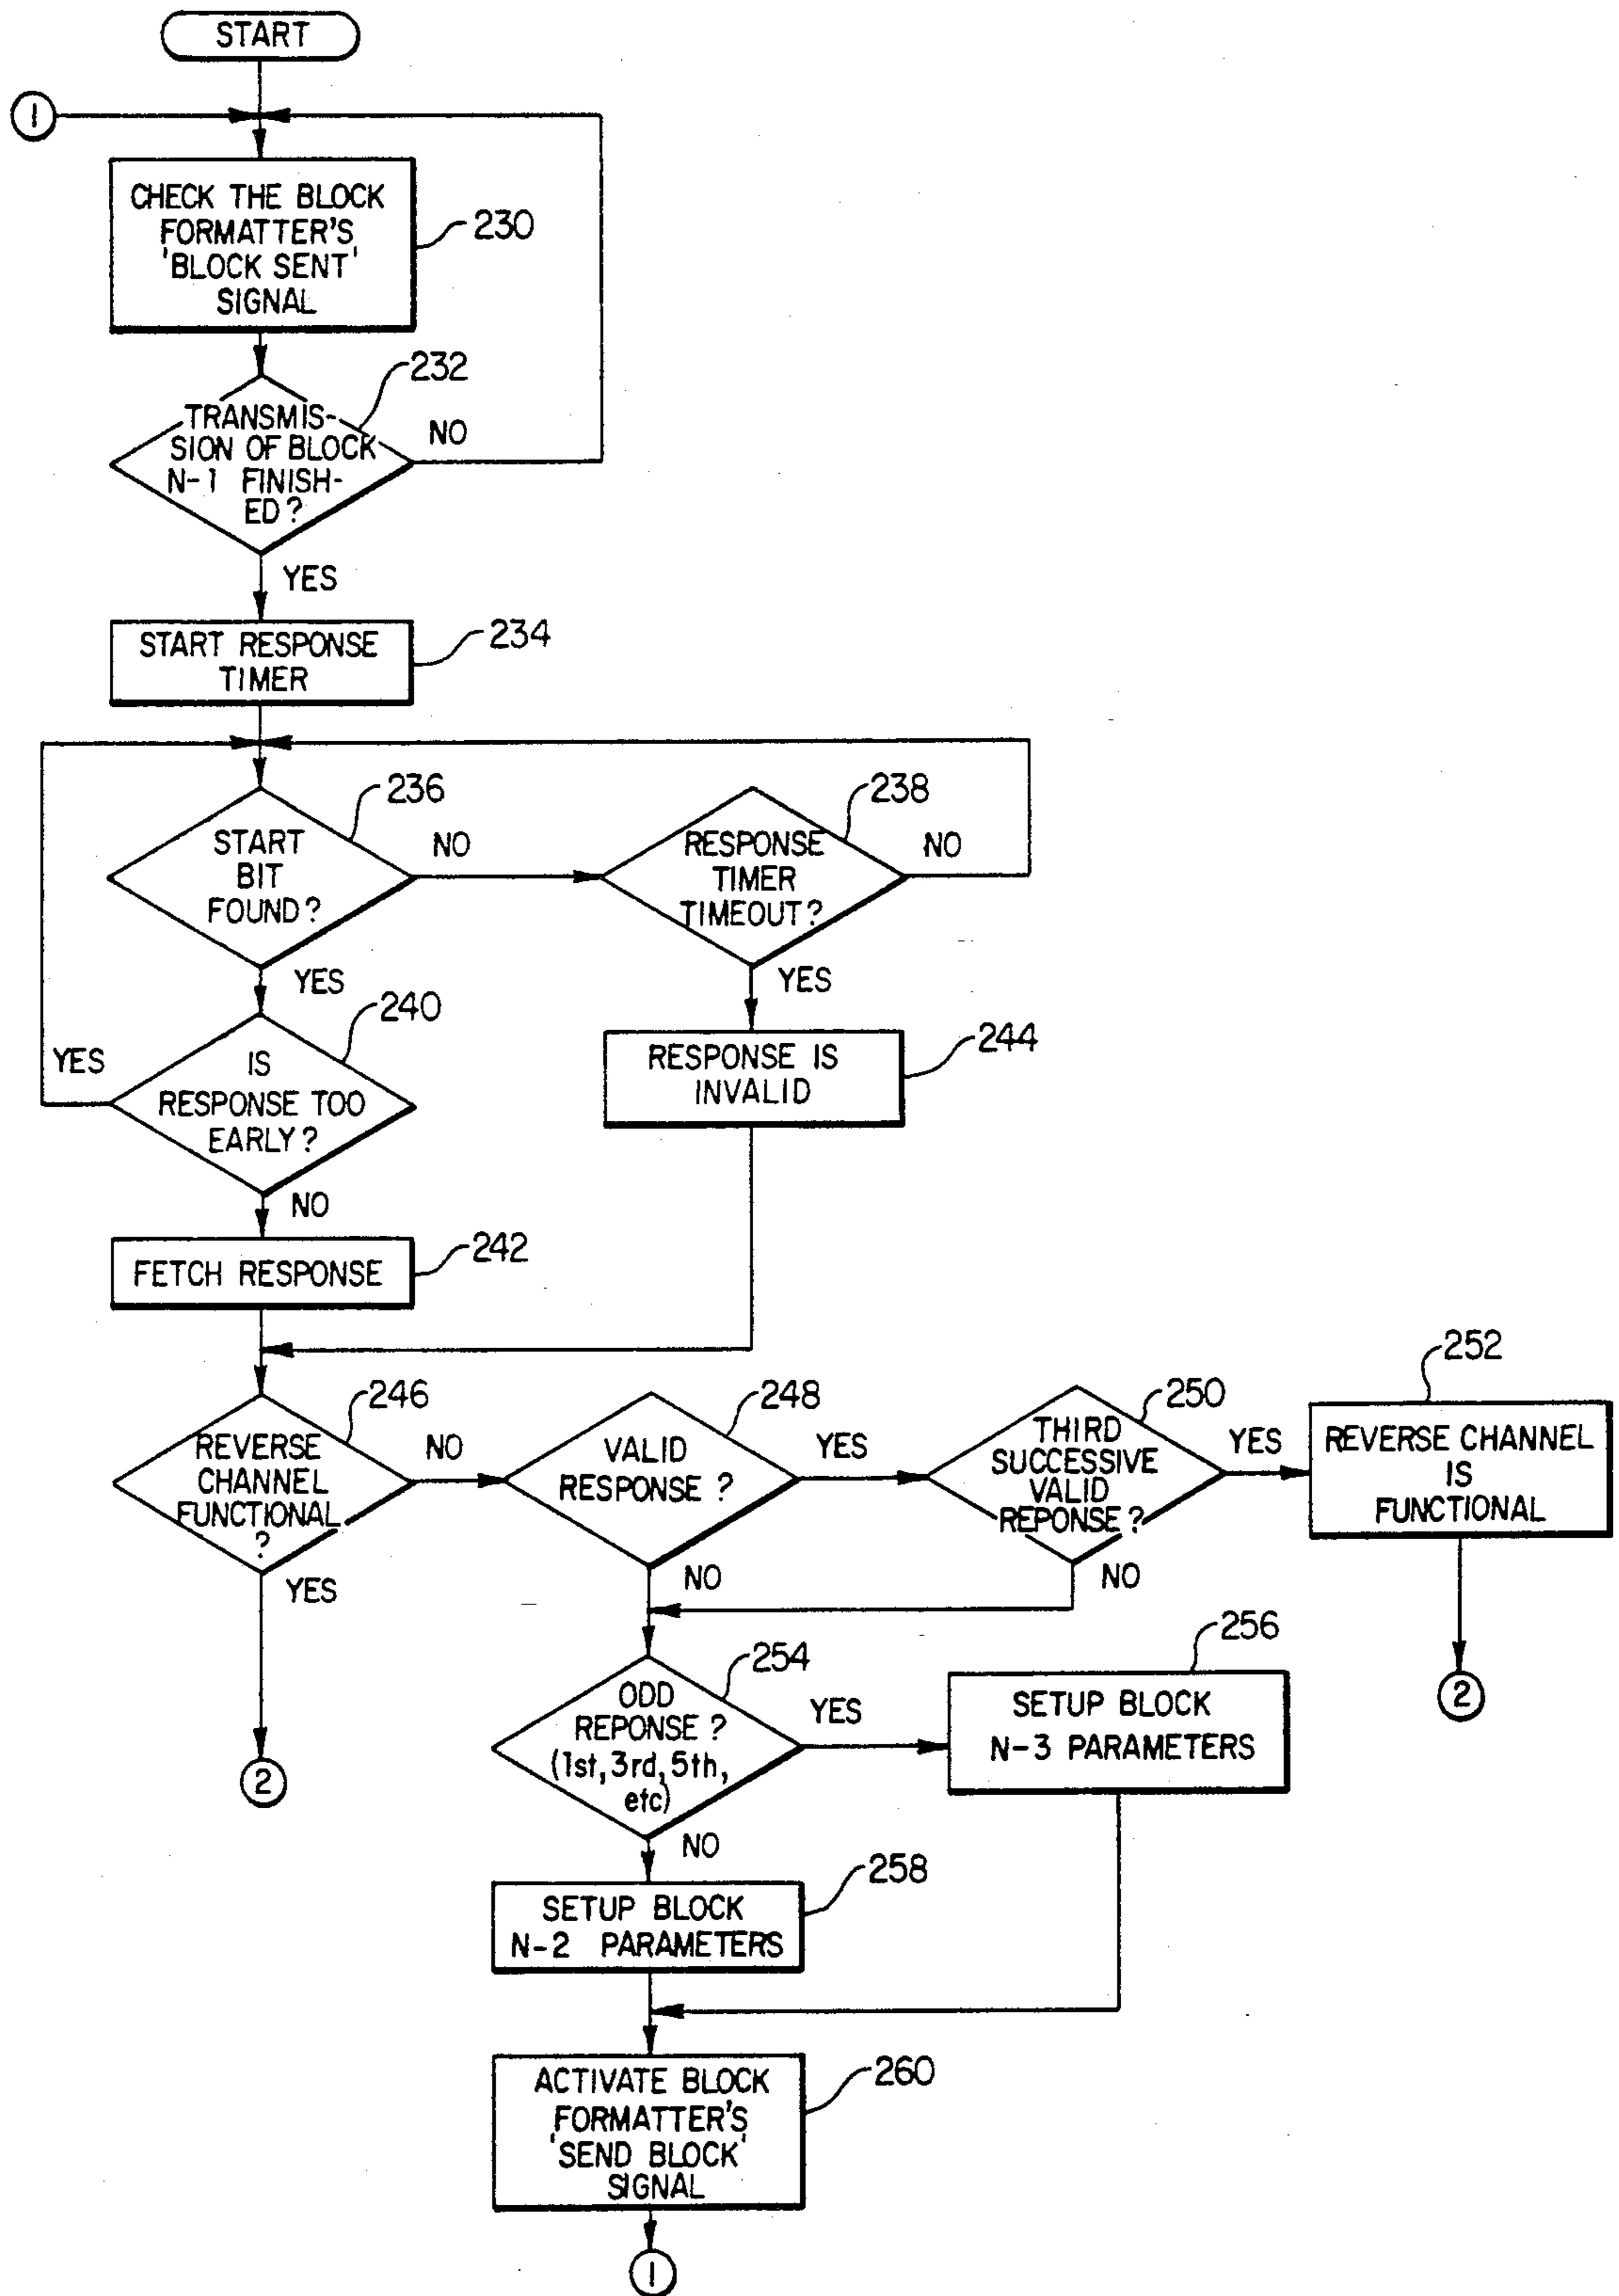 START
1
CHECK THE BLOCK
FORMATTER'S
'BLOCK SENT'
SIGNAL
230
232
TRANSMIS-
SION OF BLOCK
N-1 FINISH-
ED?
NO
YES
START RESPONSE
TIMER
234
236
START
BIT
FOUND?
NO
238
RESPONSE
TIMER
TIMEOUT?
NO
YES
YES
240
IS
RESPONSE TOO
EARLY?
YES
NO
RESPONSE IS
INVALID
244
FETCH RESPONSE
242
246
REVERSE
CHANNEL
FUNCTIONAL
?
NO
YES
2
248
VALID
RESPONSE ?
YES
NO
250
THIRD
SUCCESSIVE
VALID
REPONSE ?
YES
NO
252
REVERSE CHANNEL
IS
FUNCTIONAL
2
254
ODD
REPONSE ?
(1st, 3rd, 5th,
etc)
YES
NO
256
SETUP BLOCK
N-3 PARAMETERS
258
SETUP BLOCK
N-2 PARAMETERS
260
ACTIVATE BLOCK
FORMATTER'S
'SEND BLOCK'
SIGNAL
1